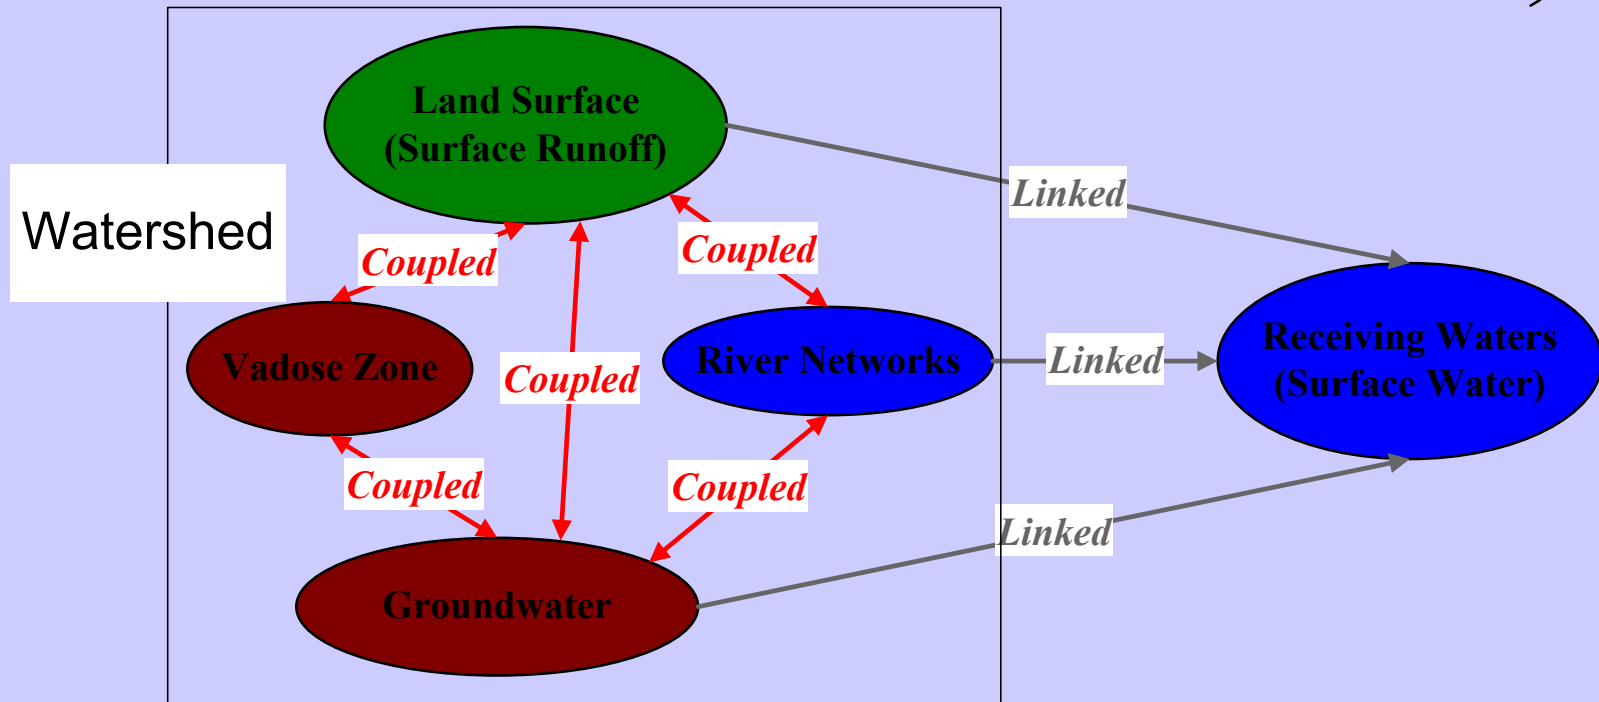 Land Surface
(Surface Runoff)
Linked
Watershed
Coupled
Coupled
Vadose Zone
Coupled
River Networks
Linked
Receiving Waters
(Surface Water)
Coupled
Coupled
Linked
Groundwater